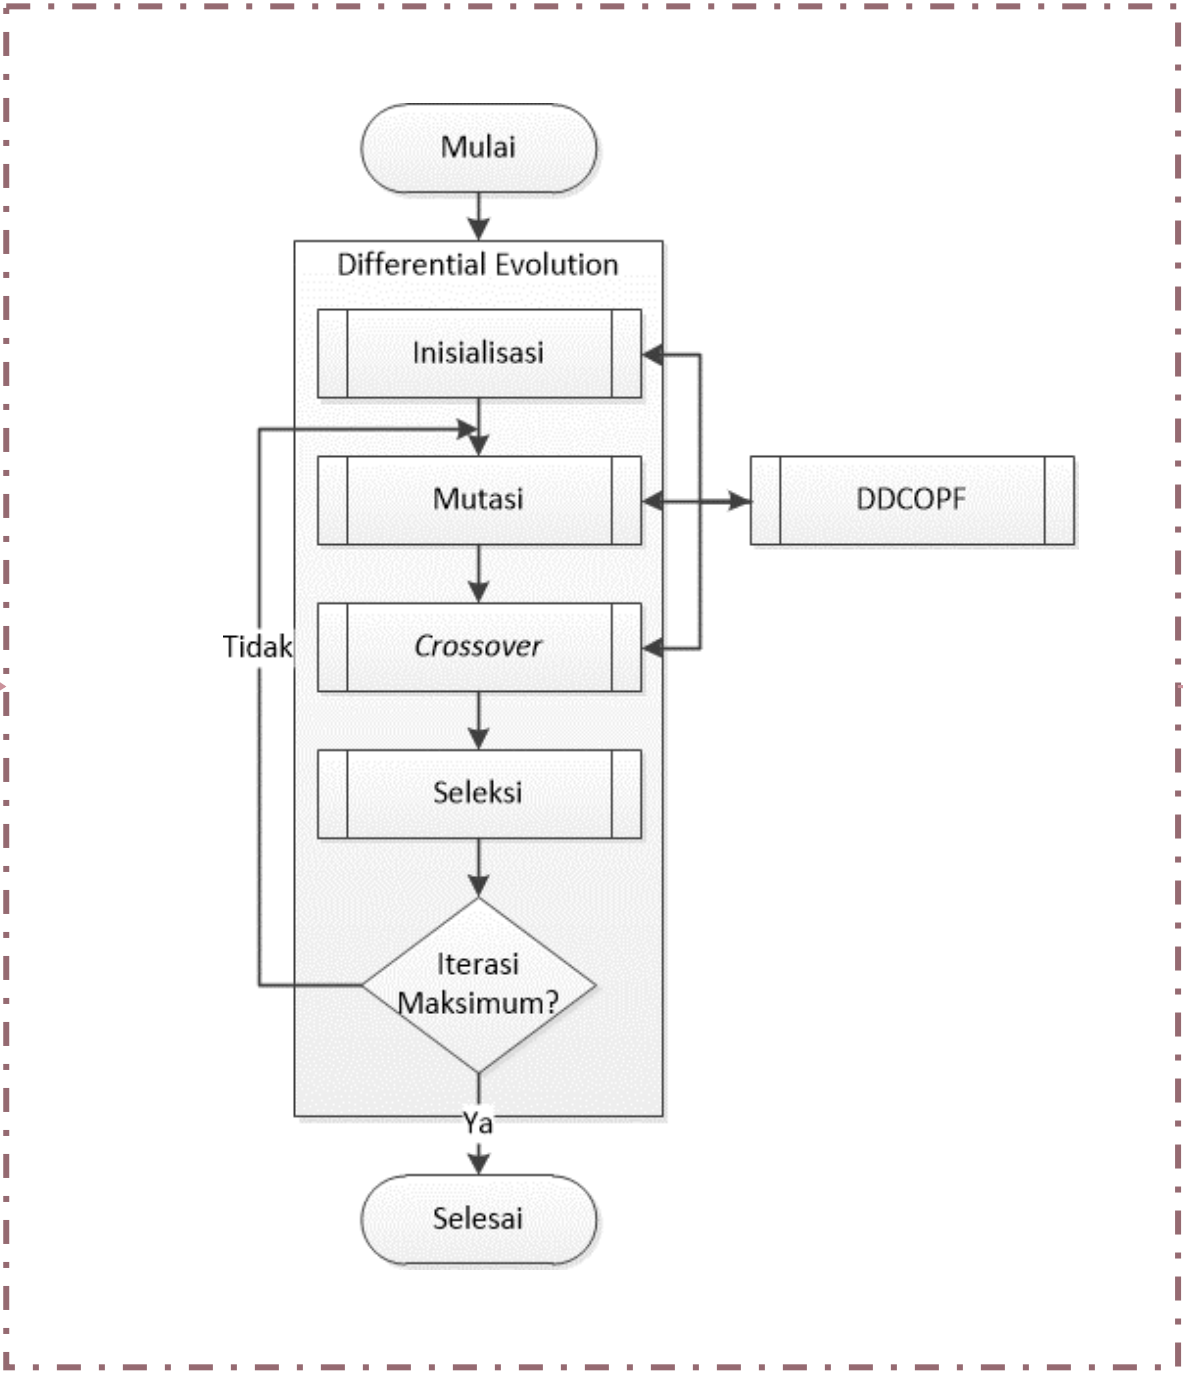 Mulai
Differential Evolution
Inisialisasi
Mutasi
DDCOPF
Crossover
Tidak
Seleksi
Iterasi
Maksimum?
Ya
Selesai